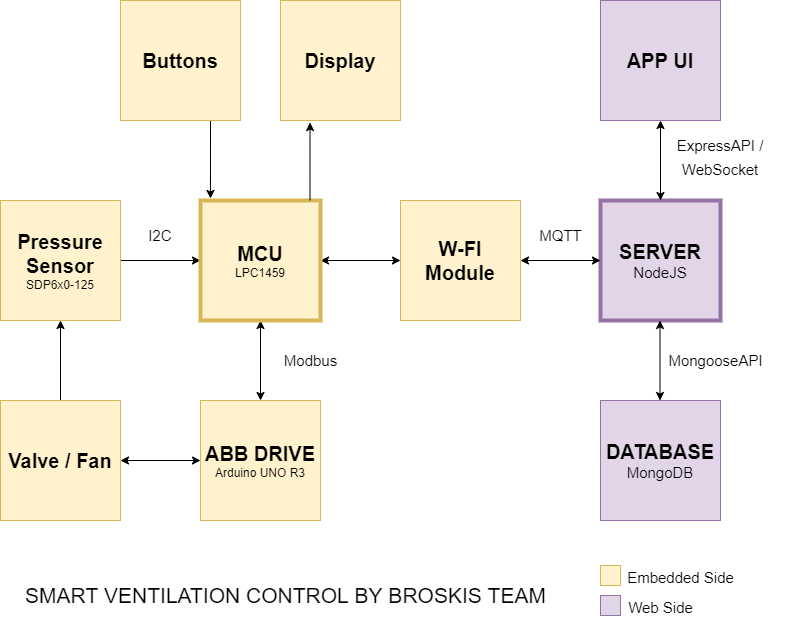 Buttons
Display
APP UI
ExpressAPI /
WebSocket
Pressure
Sensor
SDP6x0-125
I2C
MCU
LPC1459
W-FI
Module
MQTT
SERVER
NodeJS
Modbus
MongooseAPI
Valve / Fan
ABB DRIVE
Arduino UNO R3
DATABASE
MongoDB
SMART VENTILATION CONTROL BY BROSKIS TEAM
Embedded Side
Web Side